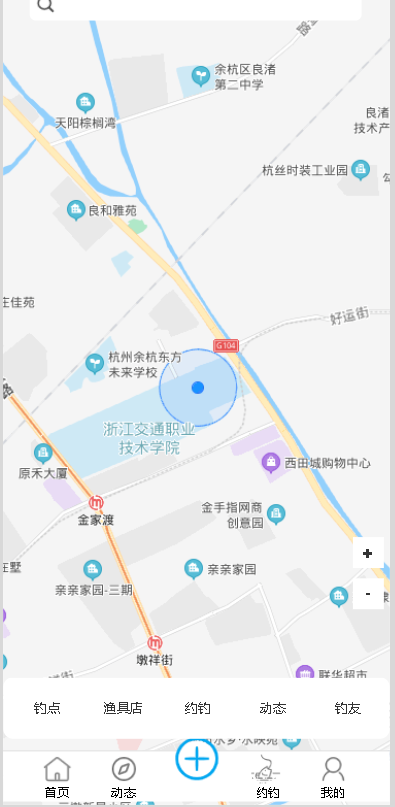 余杭区良渚
第二中学
天阳棕榈湾
良渚
技术产
杭丝时装工业园
良和雅苑
庄佳苑
好运街
G104
杭州余杭东方
未来学校
浙江交通职业
技术学院
原禾大厦
西田城购物中心
金家渡
金手指网商
创意园
+
在墅
亲亲家园
亲亲家园-三期
-
墩祥街
联华超市
钓点
渔具店
约钓
动态
钓友
首页
动态
约钓
我的